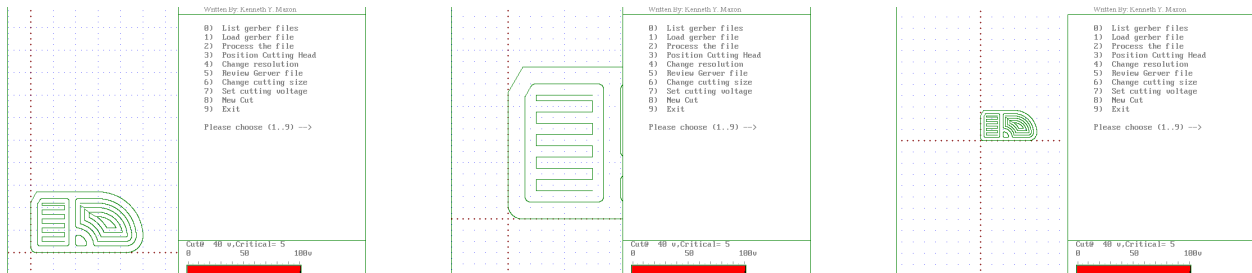 Written By: Kenneth Y. Maxon
0) List gerber files
1) Load gerber file
2) Process the file
3) Position Cutting Head
4) Change resolution
5) Review Gerver file
6) Change cutting size
7) Set cutting voltage
8) New Cut
9) Exit
Please choose (1..9) -->
Cut@ 40 v,Critical= 5
0 50 100v
Written By: Kenneth Y. Maxon
0) List gerber files
1) Load gerber file
2) Process the file
3) Position Cutting Head
4) Change resolution
5) Review Gerver file
6) Change cutting size
7) Set cutting voltage
8) New Cut
9) Exit
Please choose (1..9) -->
Cut@ 40 v,Critical= 5
0 50 100v
Written By: Kenneth Y. Maxon
0) List gerber files
1) Load gerber file
2) Process the file
3) Position Cutting Head
4) Change resolution
5) Review Gerver file
6) Change cutting size
7) Set cutting voltage
8) New Cut
9) Exit
Please choose (1..9) -->
Cut@ 40 v,Critical= 5
0 50 100v